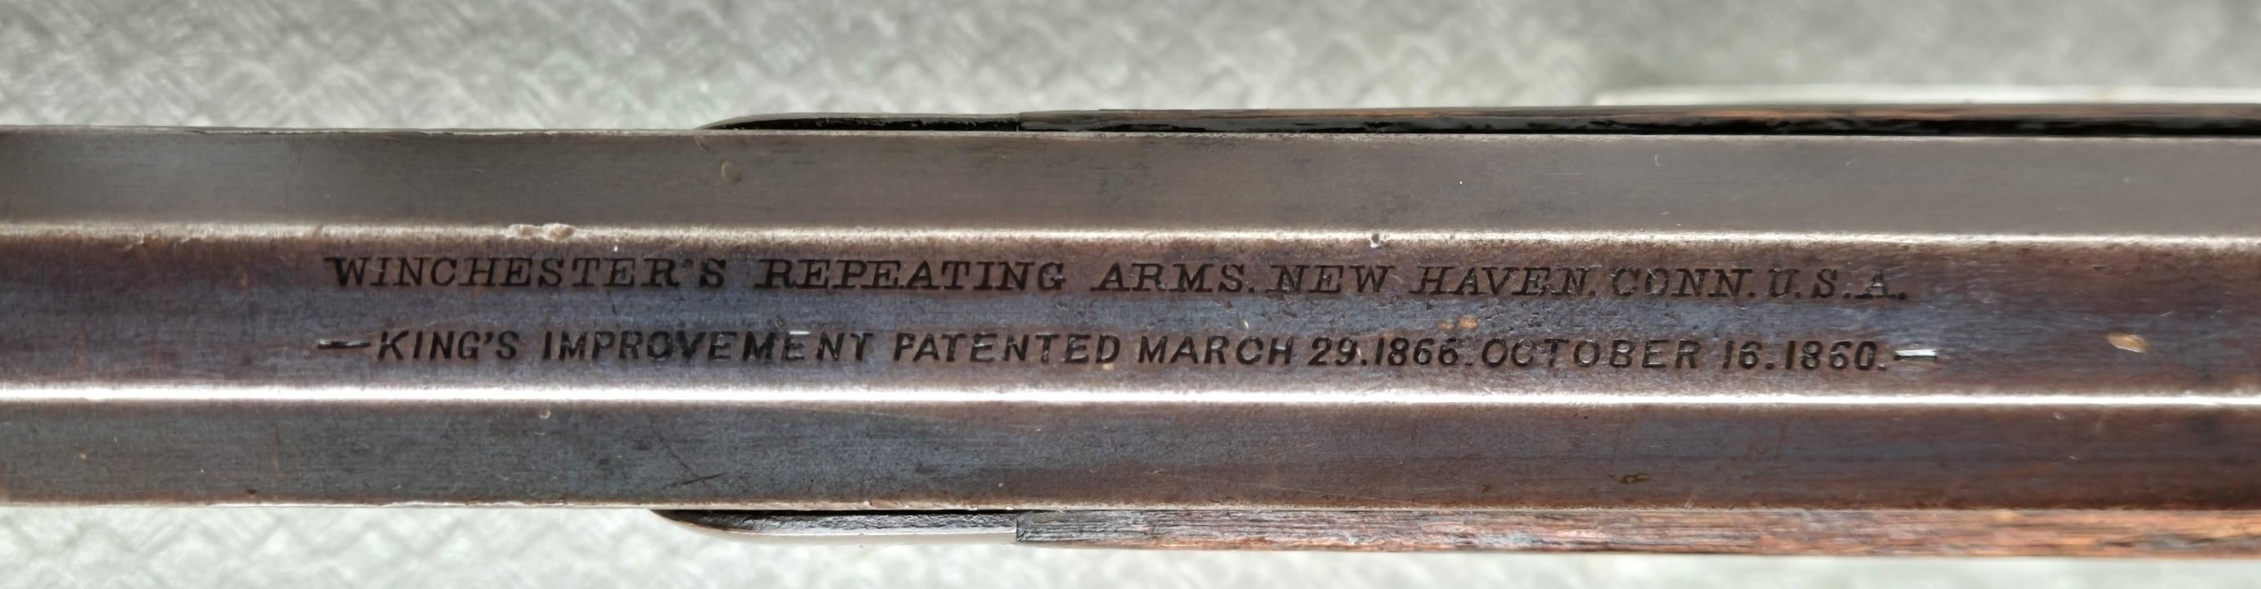 WINCHESTER'S REPEATING ARMS. NEW HAVEN. CONN. U.S.A.
—KING'S IMPROVEMENT PATENTED MARCH 29. 1866. OCTOBER 16. 1860.—